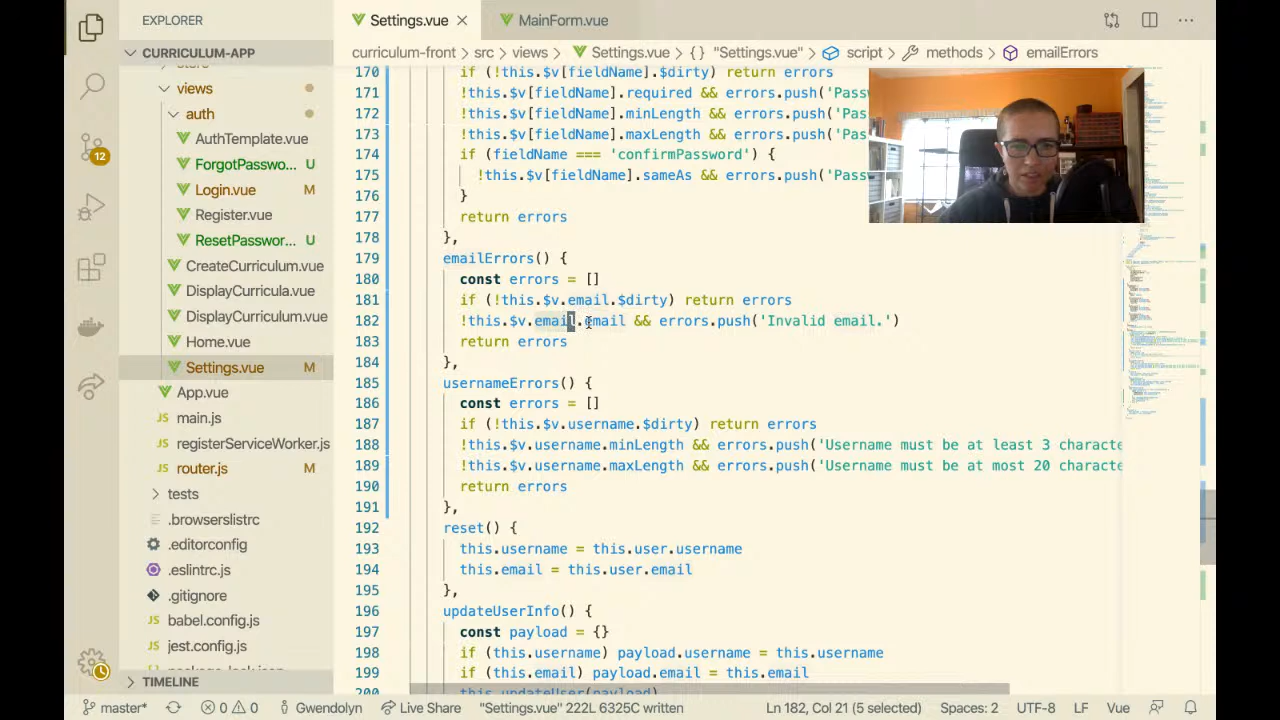 EXPLORER
Settings.vue
MainForm.vue
CURRICULUM-APP
curriculum-front > src > views > Settings.vue > {} "Settings.vue" > script > methods > emailErrors
views
auth
AuthTemplate.vue
ForgotPasswo... U
Login.vue M
Register.vue
ResetPasswor... U
CreateCurriculum.vue
DisplayCurricula.vue
DisplayCurriculum.vue
Home.vue
Settings.vue M
App.vue
JS main.js
JS registerServiceWorker.js
JS router.js M
tests
.browserslistrc
.editorconfig
.eslintrc.js
.gitignore
JS babel.config.js
JS jest.config.js
TIMELINE
12
170 if (!this.$v[fieldName].$dirty) return errors
171 !this.$v[fieldName].required && errors.push('Pass
172 !this.$v[fieldName].minLength && errors.push('Pas
173 !this.$v[fieldName].maxLength && errors.push('Pas
174 if (fieldName === 'confirmPassword') {
175 !this.$v[fieldName].sameAs && errors.push('Pas
176 }
177 return errors
178 },
179 emailErrors() {
180 const errors = []
181 if (!this.$v.email.$dirty) return errors
182 !this.$v.email.email && errors.push('Invalid email.')
183 return errors
184 },
185 usernameErrors() {
186 const errors = []
187 if (!this.$v.username.$dirty) return errors
188 !this.$v.username.minLength && errors.push('Username must be at least 3 characte
189 !this.$v.username.maxLength && errors.push('Username must be at most 20 characte
190 return errors
191 },
192 reset() {
193 this.username = this.user.username
194 this.email = this.user.email
195 },
196 updateUserInfo() {
197 const payload = {}
198 if (this.username) payload.username = this.username
199 if (this.email) payload.email = this.email
200 this.updateUser(payload)
master* 0 0 Gwendolyn Live Share "Settings.vue" 222L 6325C written Ln 182, Col 21 (5 selected) Spaces: 2 UTF-8 LF Vue